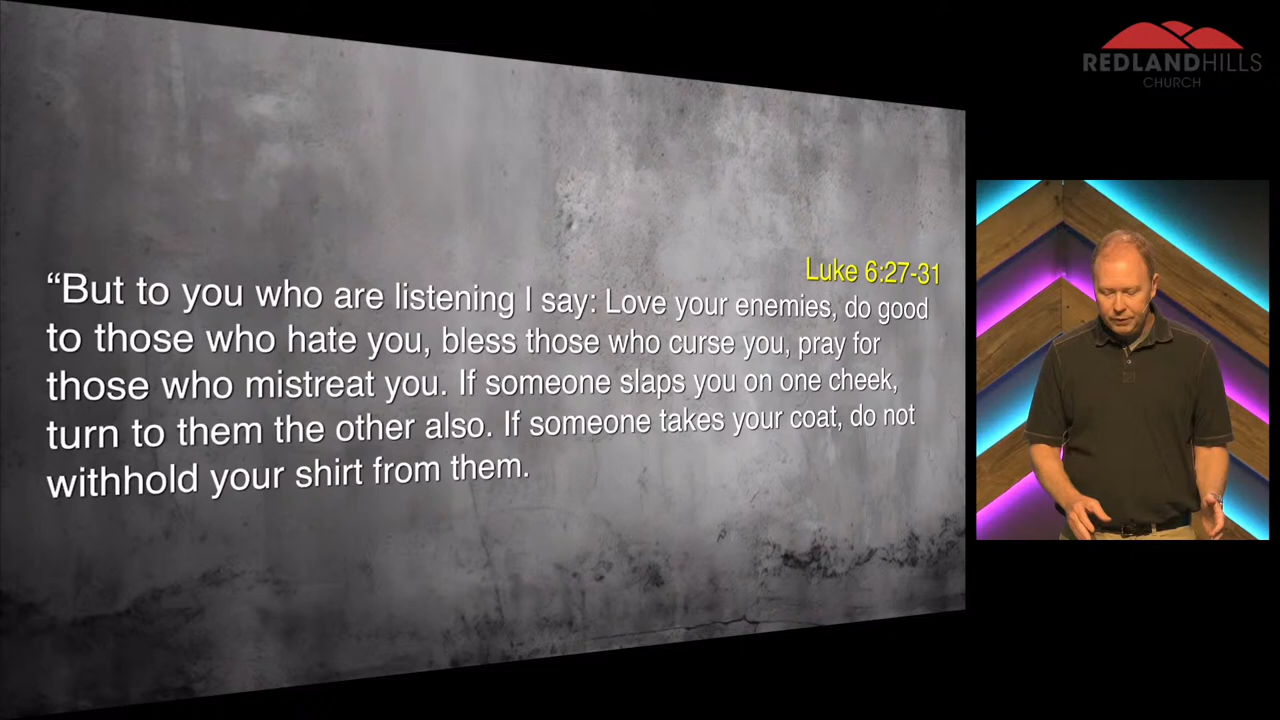 REDLANDHILLS
CHURCH
Luke 6:27-31
“But to you who are listening I say: Love your enemies, do good
to those who hate you, bless those who curse you, pray for
those who mistreat you. If someone slaps you on one cheek,
turn to them the other also. If someone takes your coat, do not
withhold your shirt from them.